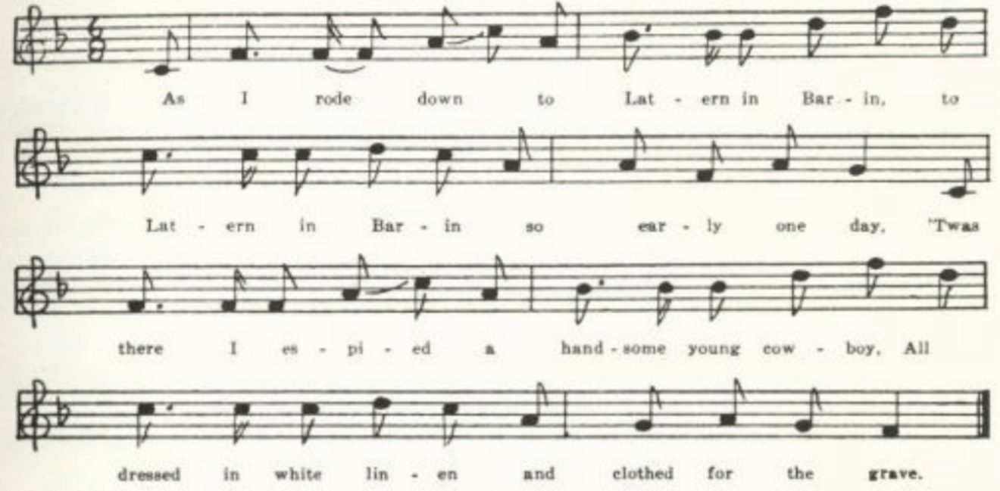 6
8
As I rode down to Lat - ern in Bar - in, to
Lat - ern in Bar - in so ear - ly one day, 'Twas
there I es - pi - ed a hand - some young cow - boy, All
dressed in white lin - en and clothed for the grave.